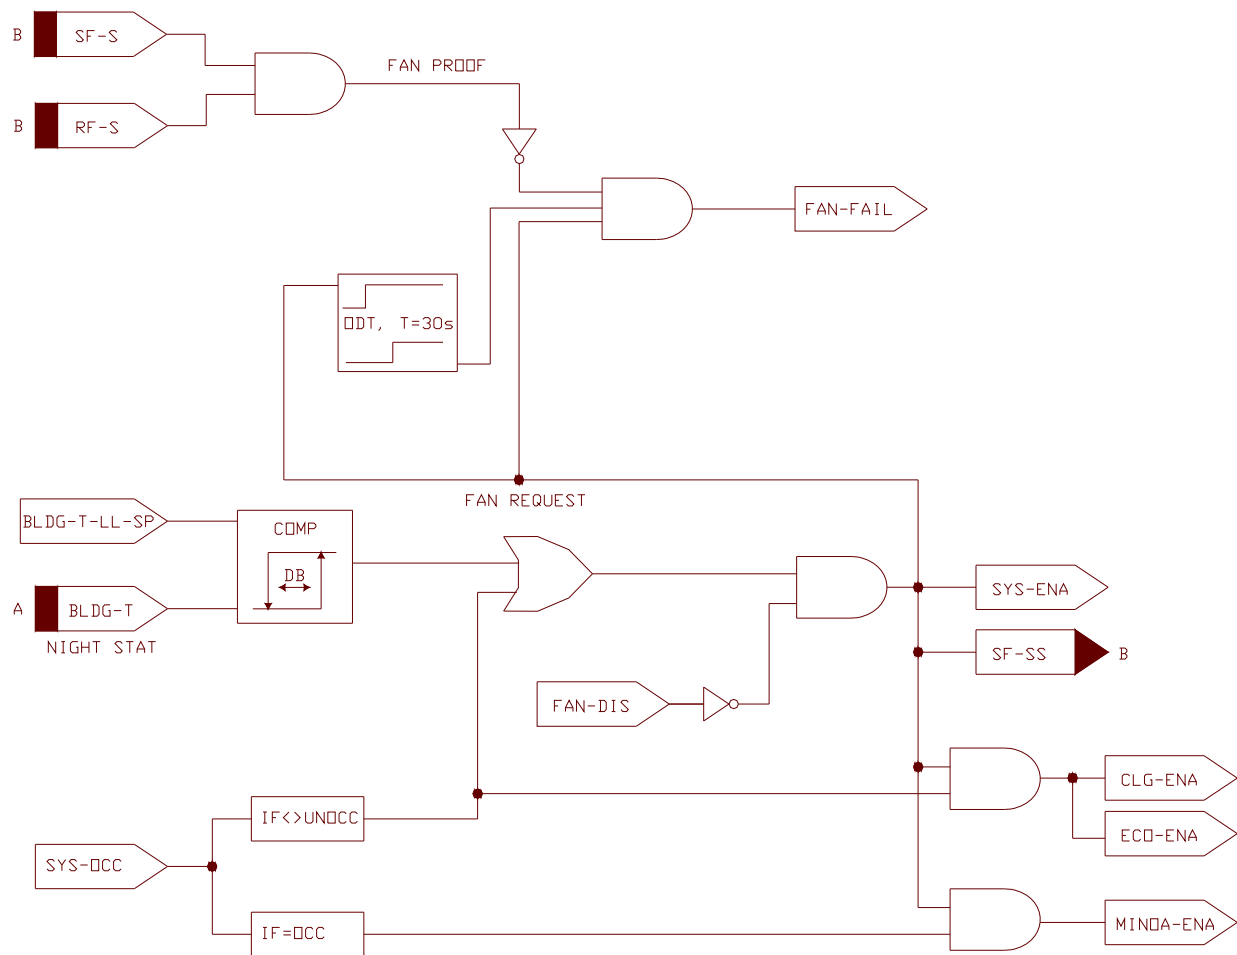 B SF-S
FAN PROOF
B RF-S
FAN-FAIL
ODT, T=30s
FAN REQUEST
BLDG-T-LL-SP
COMP
DB
A BLDG-T
NIGHT STAT
SYS-ENA
SF-SS B
FAN-DIS
CLG-ENA
IF<>UNOCC
ECO-ENA
SYS-OCC
MINOA-ENA
IF=OCC